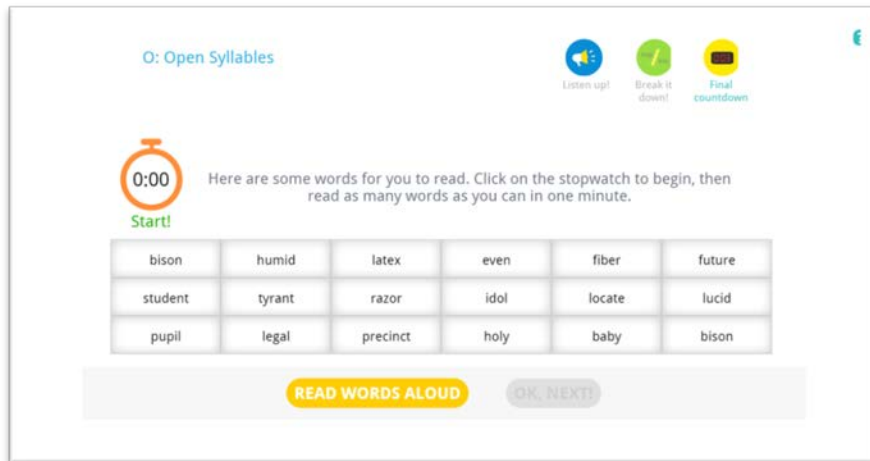 O: Open Syllables
Listen up!
Break it
down!
Final
countdown
0:00
Start!
Here are some words for you to read. Click on the stopwatch to begin, then
read as many words as you can in one minute.
bison humid latex even fiber future
student tyrant razor idol locate lucid
pupil legal precinct holy baby bison
READ WORDS ALOUD OK, NEXT!